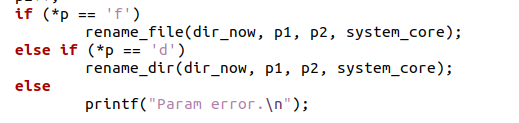 if (*p == 'f')
rename_file(dir_now, p1, p2, system_core);
else if (*p == 'd')
rename_dir(dir_now, p1, p2, system_core);
else
printf("Param error.\n");